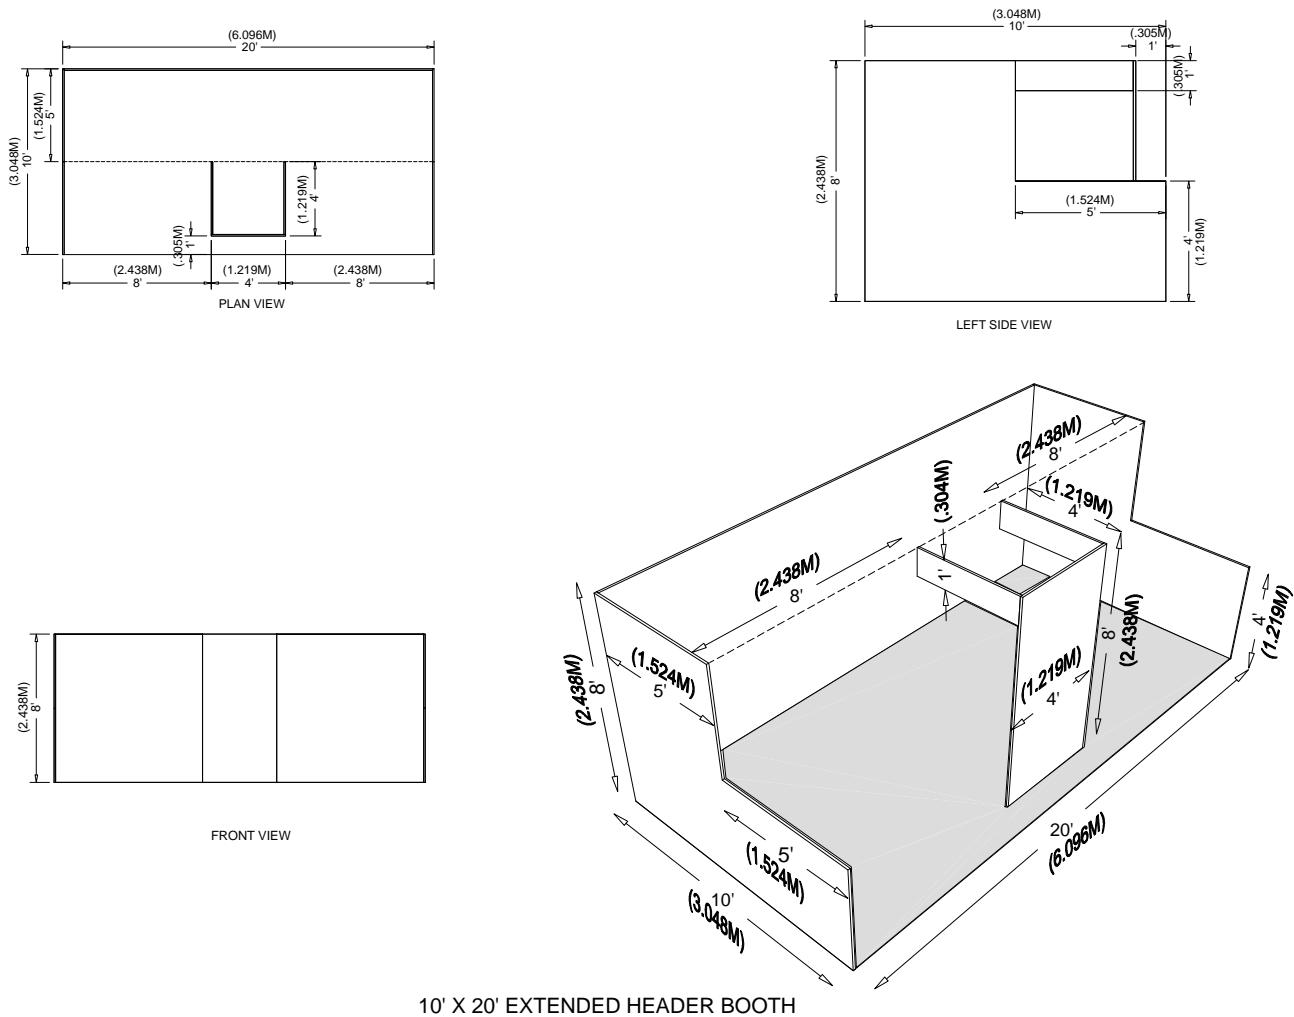 (6.096M)
20'
(1.524M)
5'
(3.048M)
10'
(1.219M)
4'
(.305M)
1'
(2.438M)
8'
(1.219M)
4'
(2.438M)
8'
PLAN VIEW
(3.048M)
10'
(.305M)
1'
(.305M)
1'
(2.438M)
8'
(1.524M)
5'
4'
(1.219M)
LEFT SIDE VIEW
(2.438M)
8'
FRONT VIEW
(2.438M)
8'
(1.219M)
4'
(.304M)
1'
(2.438M)
8'
(1.524M)
5'
(2.438M)
8'
(1.219M)
4'
8'
(2.438M)
4'
(1.219M)
5'
(1.524M)
10'
(3.048M)
20'
(6.096M)
10' X 20' EXTENDED HEADER BOOTH